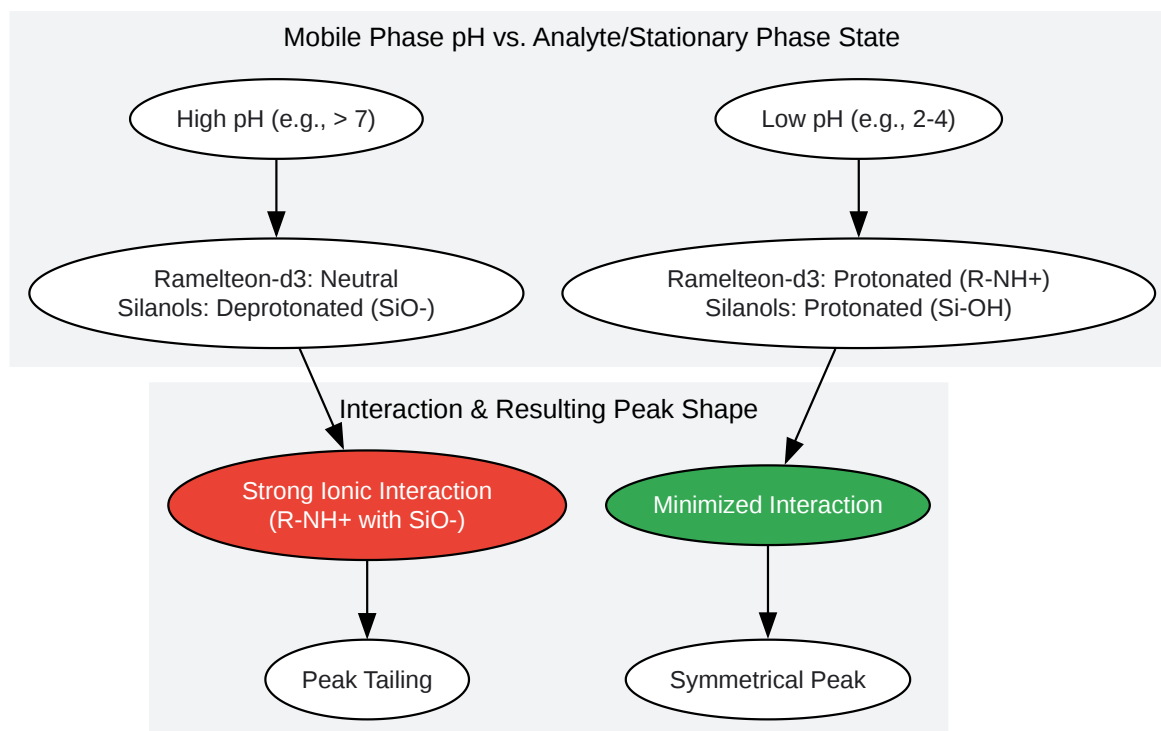 Mobile Phase pH vs. Analyte/Stationary Phase State
High pH (e.g., > 7)
Low pH (e.g., 2-4)
Ramelteon-d3: Neutral
Silanols: Deprotonated (SiO-)
Ramelteon-d3: Protonated (R-NH+)
Silanols: Protonated (Si-OH)
Interaction & Resulting Peak Shape
Strong Ionic Interaction
(R-NH+ with SiO-)
Minimized Interaction
Peak Tailing
Symmetrical Peak